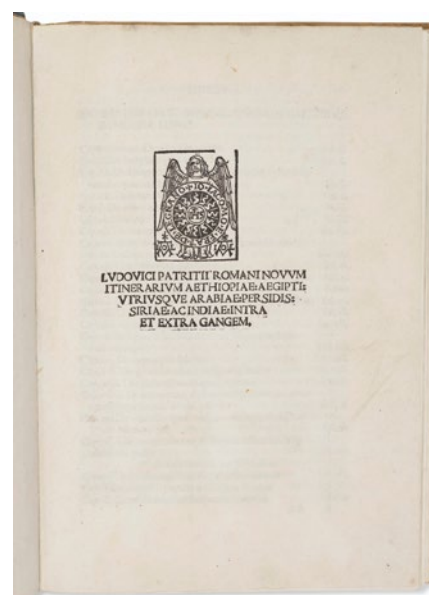 LVDOVICI PATRITII ROMANI NOVVM
ITINERARIVM AETHIOPIAE:AEGIPTI:
VTRIVSQVE ARABIAE:PERSIDIS:
SIRIAE:AC INDIAE:INTRA
ET EXTRA GANGEM.